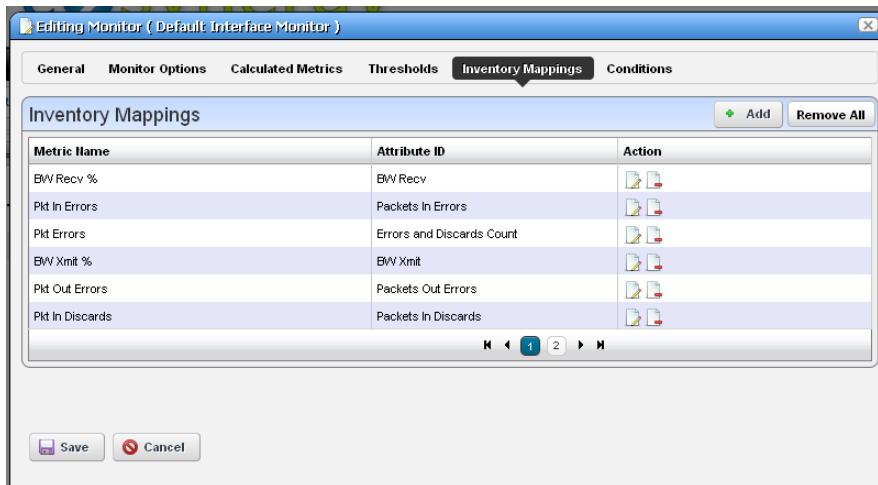 Editing Monitor ( Default Interface Monitor )
General Monitor Options Calculated Metrics Thresholds Inventory Mappings Conditions
Inventory Mappings
Add Remove All
Metric Name Attribute ID Action
BW Recv % BW Recv
Pkt In Errors Packets In Errors
Pkt Errors Errors and Discards Count
BW Xmit % BW Xmit
Pkt Out Errors Packets Out Errors
Pkt In Discards Packets In Discards
1 2
Save Cancel